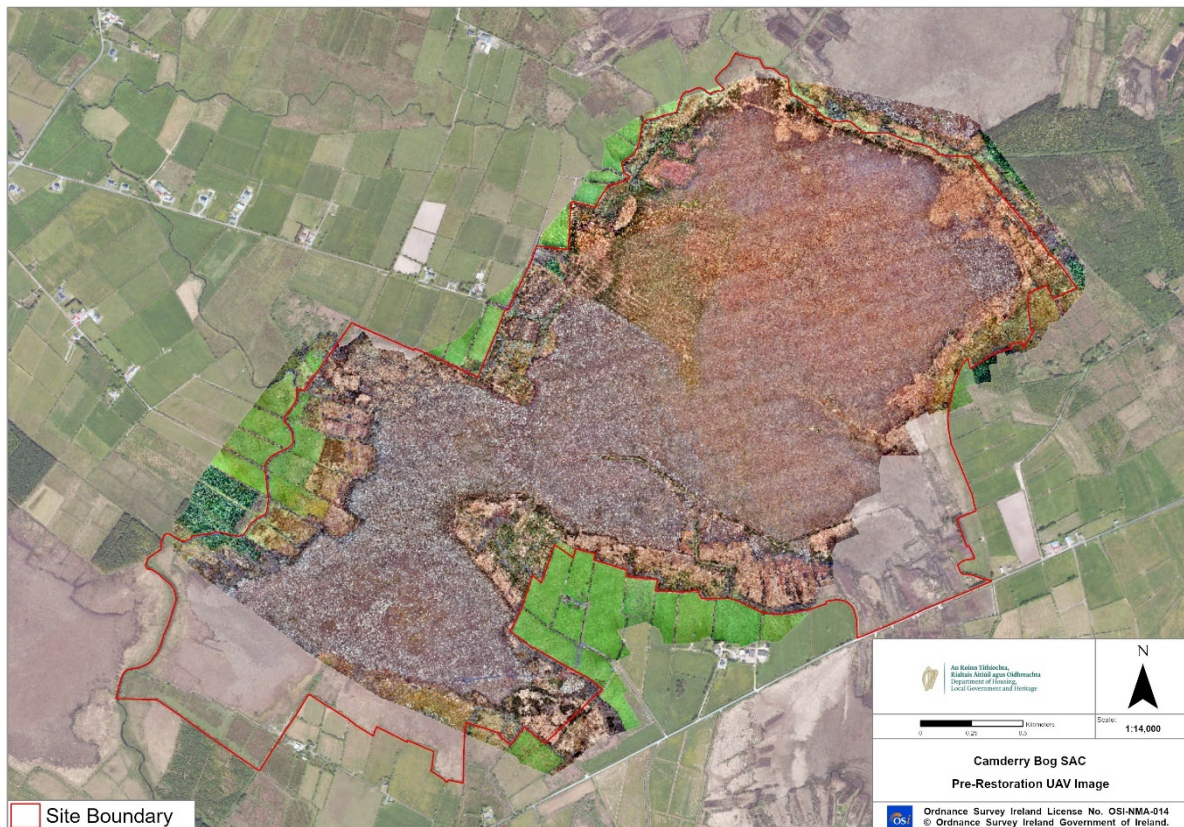 An Roinn Tithíochta,
Rialtais Áitiúil agus Oidhreachta
Department of Housing,
Local Government and Heritage
N
Kilometers
0 0.25 0.5
Scale:
1:14,000
Camderry Bog SAC
Pre-Restoration UAV Image
Site Boundary
OSi
Ordnance Survey Ireland License No. OSI-NMA-014
© Ordnance Survey Ireland Government of Ireland.